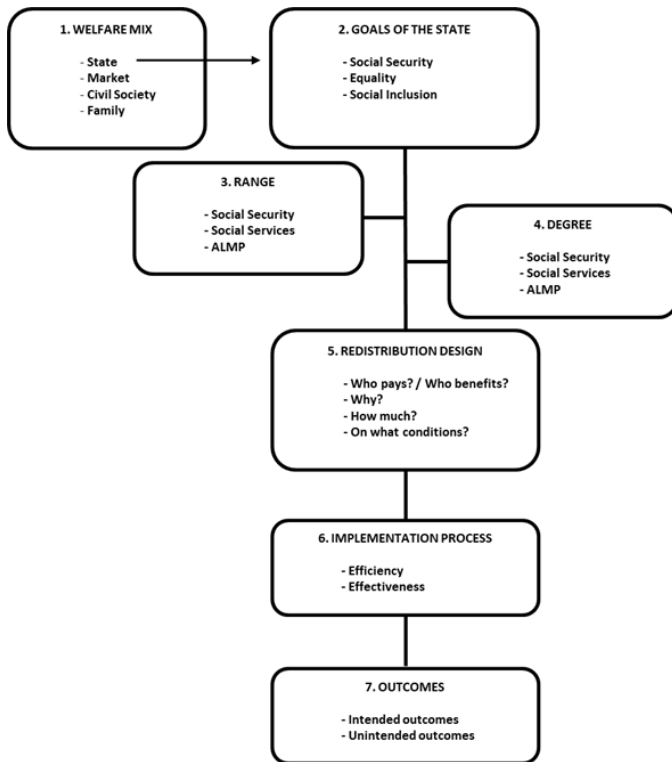 1. WELFARE MIX
- State
- Market
- Civil Society
- Family
2. GOALS OF THE STATE
- Social Security
- Equality
- Social Inclusion
3. RANGE
- Social Security
- Social Services
- ALMP
4. DEGREE
- Social Security
- Social Services
- ALMP
5. REDISTRIBUTION DESIGN
- Who pays? / Who benefits?
- Why?
- How much?
- On what conditions?
6. IMPLEMENTATION PROCESS
- Efficiency
- Effectiveness
7. OUTCOMES
- Intended outcomes
- Unintended outcomes